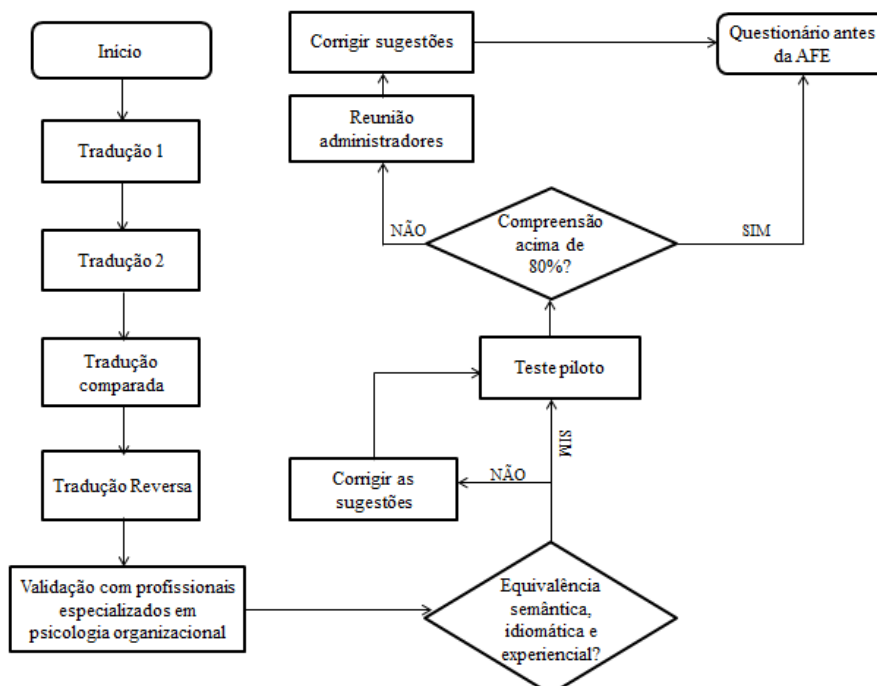 Início
Tradução 1
Tradução 2
Tradução
comparada
Tradução Reversa
Validação com profissionais
especializados em
psicologia organizacional
Equivalência
semântica,
idiomática e
experiencial?
NÃO
SIM
Corrigir as
sugestões
Teste piloto
Compreensão
acima de
80%?
NÃO
SIM
Reunião
administradores
Corrigir sugestões
Questionário antes
da AFE